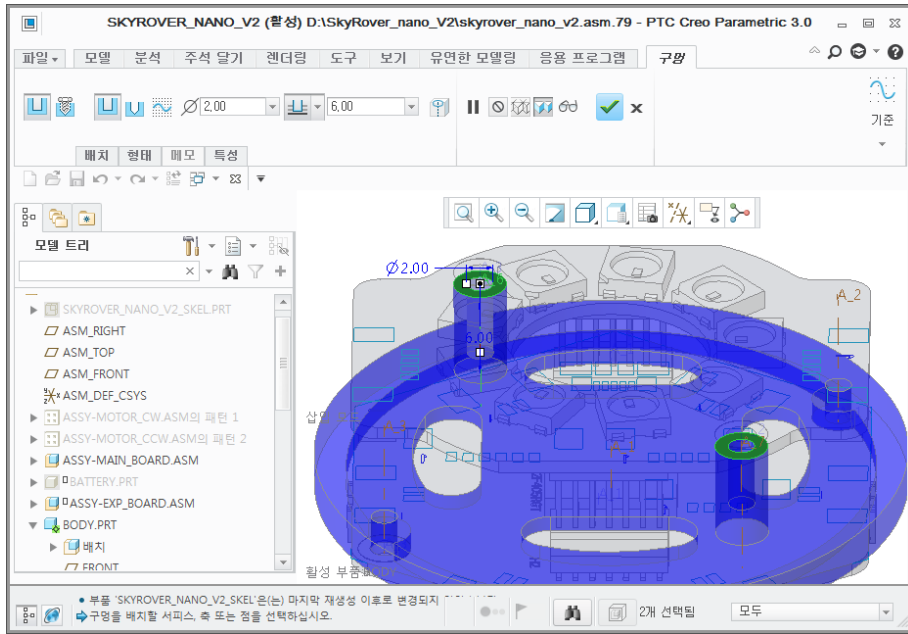 SKYROVER_NANO_V2 (활성) D:\SkyRover_nano_V2\skyrover_nano_v2.asm.79 - PTC Creo Parametric 3.0
파일 모델 분석 주석 달기 렌더링 도구 보기 유연한 모델링 응용 프로그램 구멍
Ø 2,00 6,00
기준
배치 형태 메모 특성
모델 트리
SKYROVER_NANO_V2_SKEL.PRT
ASM_RIGHT
ASM_TOP
ASM_FRONT
ASM_DEF_CSYS
ASSY-MOTOR_CW.ASM의 패턴 1
ASSY-MOTOR_CCW.ASM의 패턴 2
ASSY-MAIN_BOARD.ASM
BATTERY.PRT
ASSY-EXP_BOARD.ASM
BODY.PRT
배치
FRONT
Ø2.00
6.00
A_2
활성 부품
부품 'SKYROVER_NANO_V2_SKEL'은(는) 마지막 재생성 이후로 변경되지
구멍을 배치할 서피스, 축 또는 점을 선택하십시오.
2개 선택됨 모두